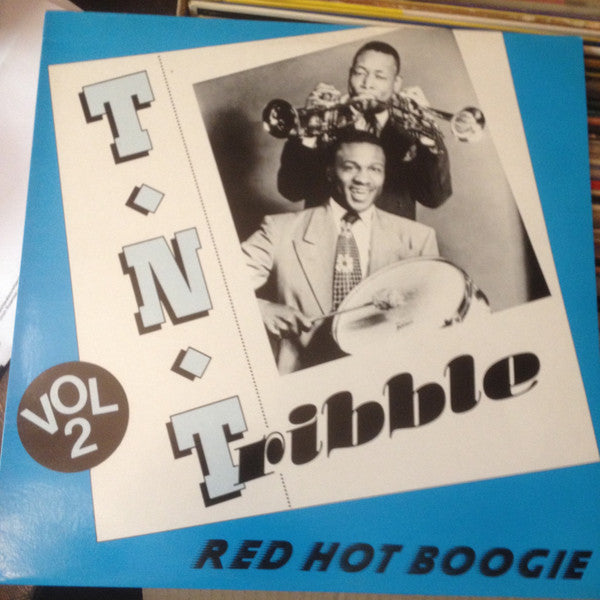 T·N·Tribble
VOL
2
RED HOT BOOGIE